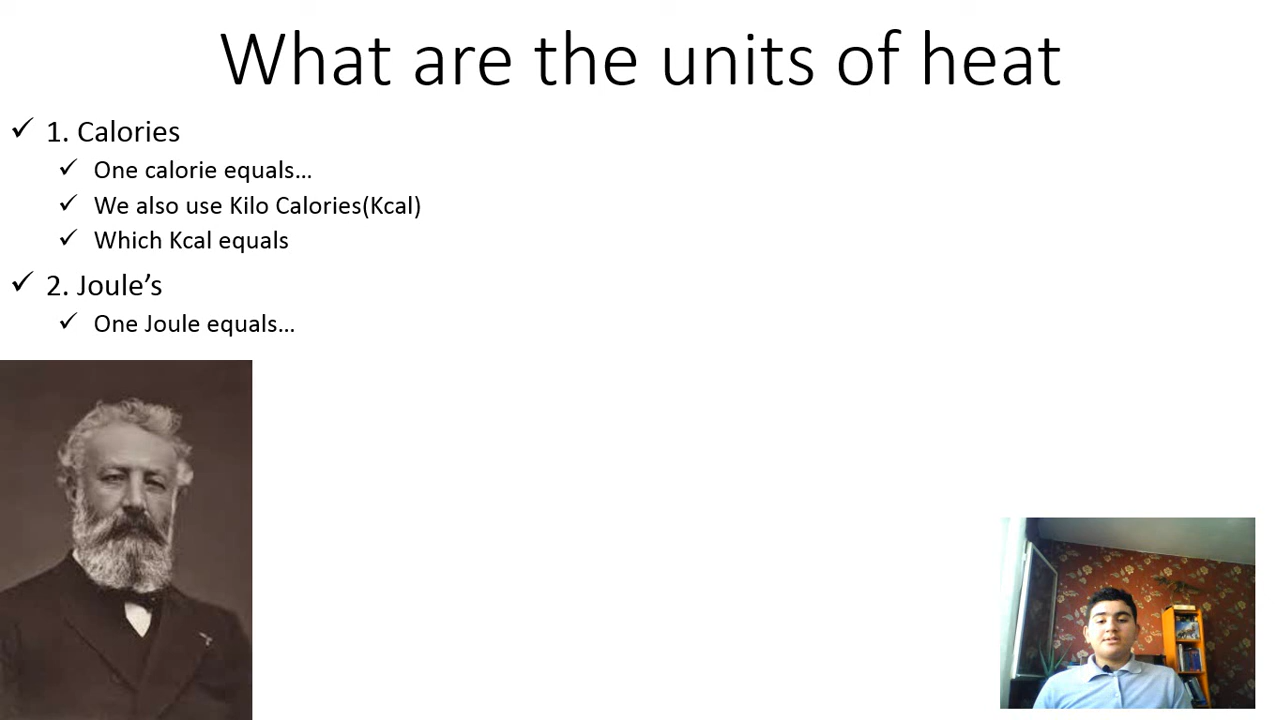 What are the units of heat
✓ 1. Calories
✓ One calorie equals…
✓ We also use Kilo Calories(Kcal)
✓ Which Kcal equals
✓ 2. Joule’s
✓ One Joule equals…